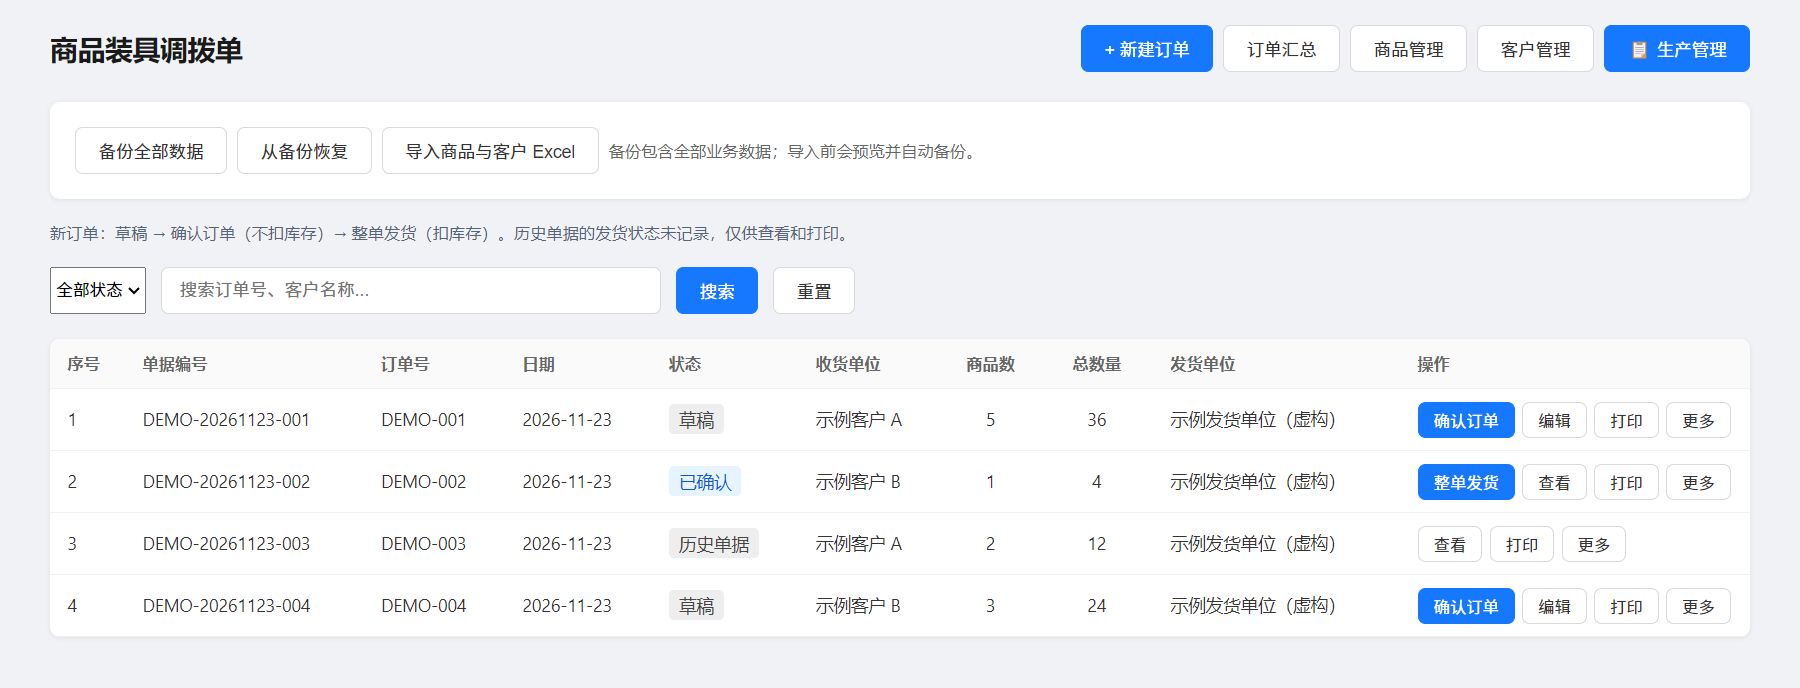 商品装具调拨单
+ 新建订单 订单汇总 商品管理 客户管理 📋 生产管理
备份全部数据 从备份恢复 导入商品与客户 Excel 备份包含全部业务数据；导入前会预览并自动备份。
新订单：草稿 → 确认订单（不扣库存）→ 整单发货（扣库存）。历史单据的发货状态未记录，仅供查看和打印。
全部状态 搜索订单号、客户名称... 搜索 重置
序号 单据编号 订单号 日期 状态 收货单位 商品数 总数量 发货单位 操作
1 DEMO-20261123-001 DEMO-001 2026-11-23 草稿 示例客户 A 5 36 示例发货单位（虚构） 确认订单 编辑 打印 更多
2 DEMO-20261123-002 DEMO-002 2026-11-23 已确认 示例客户 B 1 4 示例发货单位（虚构） 整单发货 查看 打印 更多
3 DEMO-20261123-003 DEMO-003 2026-11-23 历史单据 示例客户 A 2 12 示例发货单位（虚构） 查看 打印 更多
4 DEMO-20261123-004 DEMO-004 2026-11-23 草稿 示例客户 B 3 24 示例发货单位（虚构） 确认订单 编辑 打印 更多